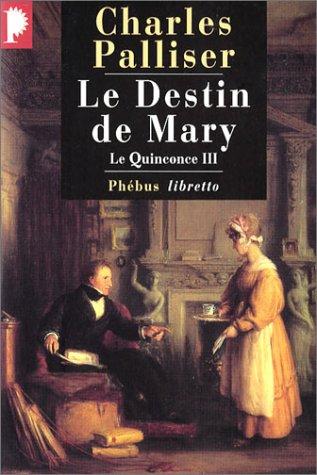 Charles
Palliser
Le Destin
de Mary
Le Quinconce III
Phébus libretto